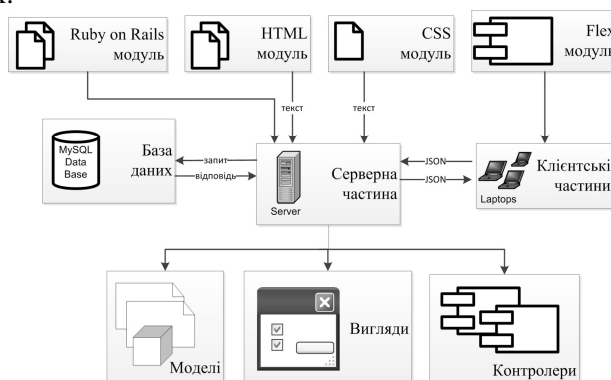 Ruby on Rails
модуль
HTML
модуль
CSS
модуль
Flex
модуль
текст
текст
MySQL
Data
Base
База
даних
запит
відповідь
Server
Серверна
частина
JSON
JSON
Laptops
Клієнтські
частини
Моделі
Вигляди
Контролери